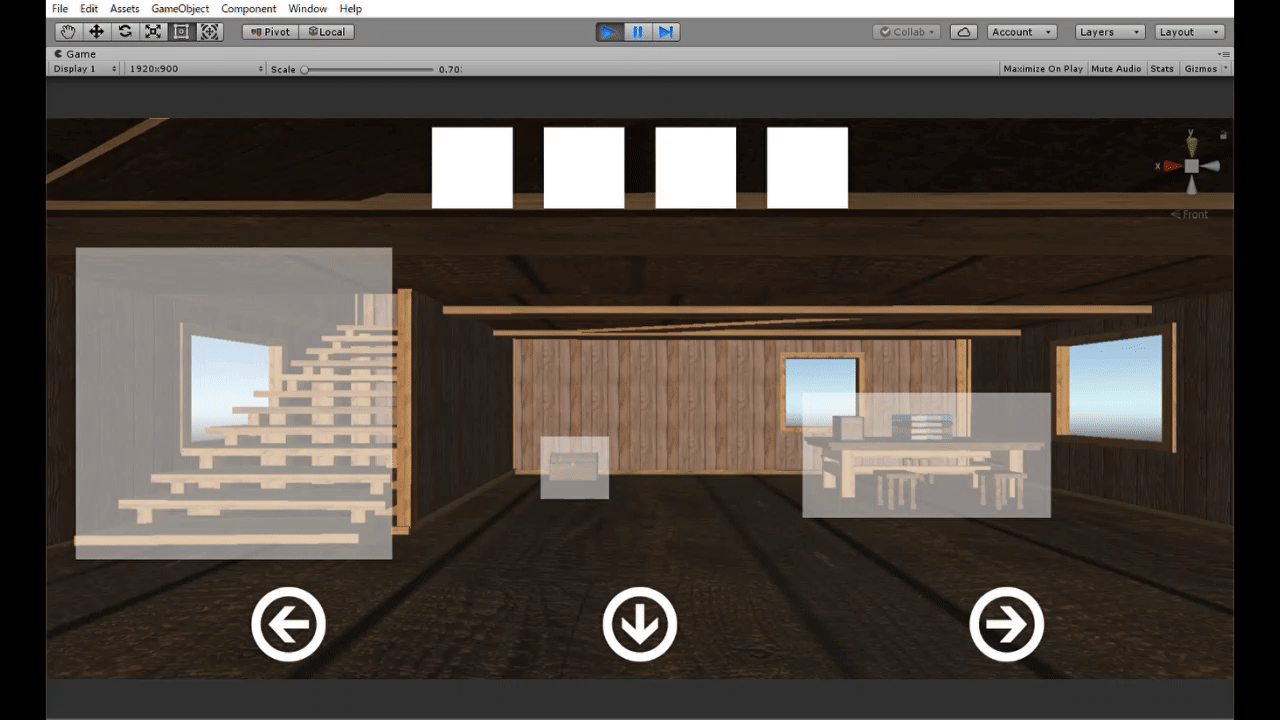 File Edit Assets GameObject Component Window Help
Pivot Local Collab Account Layers Layout
Game
Display 1 1920x900 Scale 0.70: Maximize On Play Mute Audio Stats Gizmos
y
x
Front